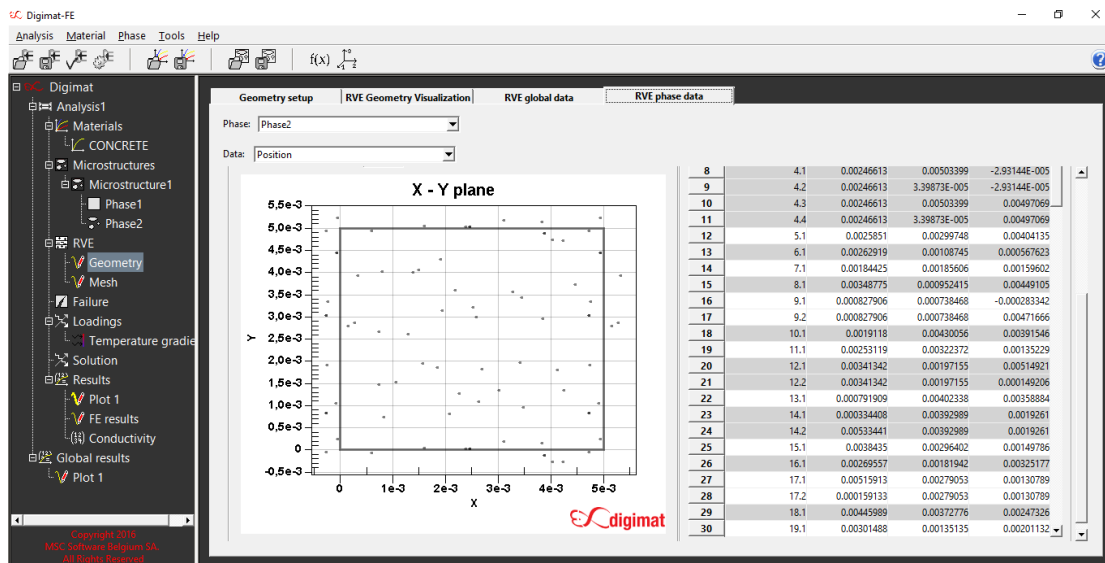 Digimat-FE
Analysis Material Phase Tools Help
f(x)
Digimat
Analysis1
Materials
CONCRETE
Microstructures
Microstructure1
Phase1
Phase2
RVE
Geometry
Mesh
Failure
Loadings
Temperature gradie
Solution
Results
Plot 1
FE results
Conductivity
Global results
Plot 1
Copyright 2016
MSC Software Belgium SA.
All Rights Reserved
Geometry setup RVE Geometry Visualization RVE global data RVE phase data
Phase: Phase2
Data: Position
X - Y plane
5,5e-3
5,0e-3
4,5e-3
4,0e-3
3,5e-3
3,0e-3
2,5e-3
2,0e-3
1,5e-3
1,0e-3
0,5e-3
0
-0,5e-3
Y
0 1e-3 2e-3 3e-3 4e-3 5e-3
X
digimat
8 4.1 0.00246613 0.00503399 -2.93144E-005
9 4.2 0.00246613 3.39873E-005 -2.93144E-005
10 4.3 0.00246613 0.00503399 0.00497069
11 4.4 0.00246613 3.39873E-005 0.00497069
12 5.1 0.0025851 0.00299748 0.00404135
13 6.1 0.00262919 0.00108745 0.000567623
14 7.1 0.00184425 0.00185606 0.00159602
15 8.1 0.00348775 0.000952415 0.00449105
16 9.1 0.000827906 0.000738468 -0.000283342
17 9.2 0.000827906 0.000738468 0.00471666
18 10.1 0.0019118 0.00430056 0.00391546
19 11.1 0.00253119 0.00322372 0.00135229
20 12.1 0.00341342 0.00197155 0.00514921
21 12.2 0.00341342 0.00197155 0.000149206
22 13.1 0.000791909 0.00402338 0.00358884
23 14.1 0.000334408 0.00392989 0.0019261
24 14.2 0.00533441 0.00392989 0.0019261
25 15.1 0.0038435 0.00296402 0.00149786
26 16.1 0.00269557 0.00181942 0.00325177
27 17.1 0.00515913 0.00279053 0.00130789
28 17.2 0.000159133 0.00279053 0.00130789
29 18.1 0.00445989 0.00372776 0.00247326
30 19.1 0.00301488 0.00135135 0.00201132